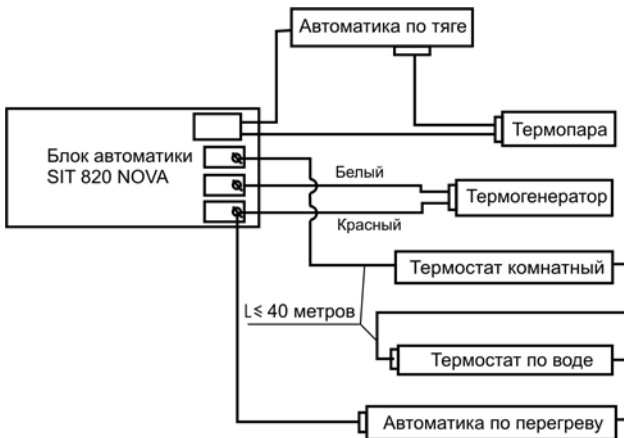 Автоматика по тяге
Термопара
Блок автоматики
SIT 820 NOVA
Белый
Термогенератор
Красный
Термостат комнатный
L≤ 40 метров
Термостат по воде
Автоматика по перегреву